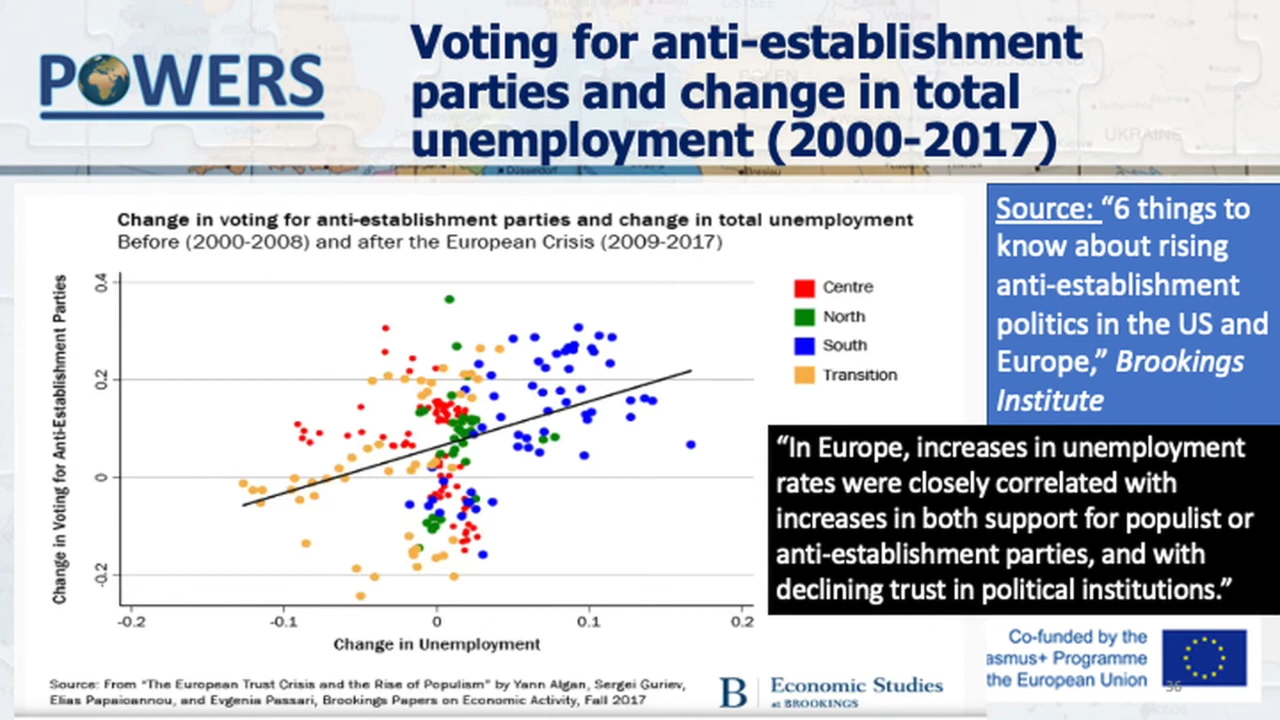 POWERS
Voting for anti-establishment
parties and change in total
unemployment (2000-2017)
UKRAINE
Düsseldorf
Breslau
Change in voting for anti-establishment parties and change in total unemployment
Before (2000-2008) and after the European Crisis (2009-2017)
Change in Voting for Anti-Establishment Parties
0.4
0.2
0
-0.2
-0.2
-0.1
0
0.1
0.2
Change in Unemployment
Centre
North
South
Transition
Source: “6 things to
know about rising
anti-establishment
politics in the US and
Europe,” Brookings
Institute
“In Europe, increases in unemployment
rates were closely correlated with
increases in both support for populist or
anti-establishment parties, and with
declining trust in political institutions.”
Source: From "The European Trust Crisis and the Rise of Populism" by Yann Algan, Sergei Guriev,
Elias Papaioannou, and Evgenia Passari, Brookings Papers on Economic Activity, Fall 2017
B
Economic Studies
at BROOKINGS
Co-funded by the
asmus+ Programme
the European Union
36